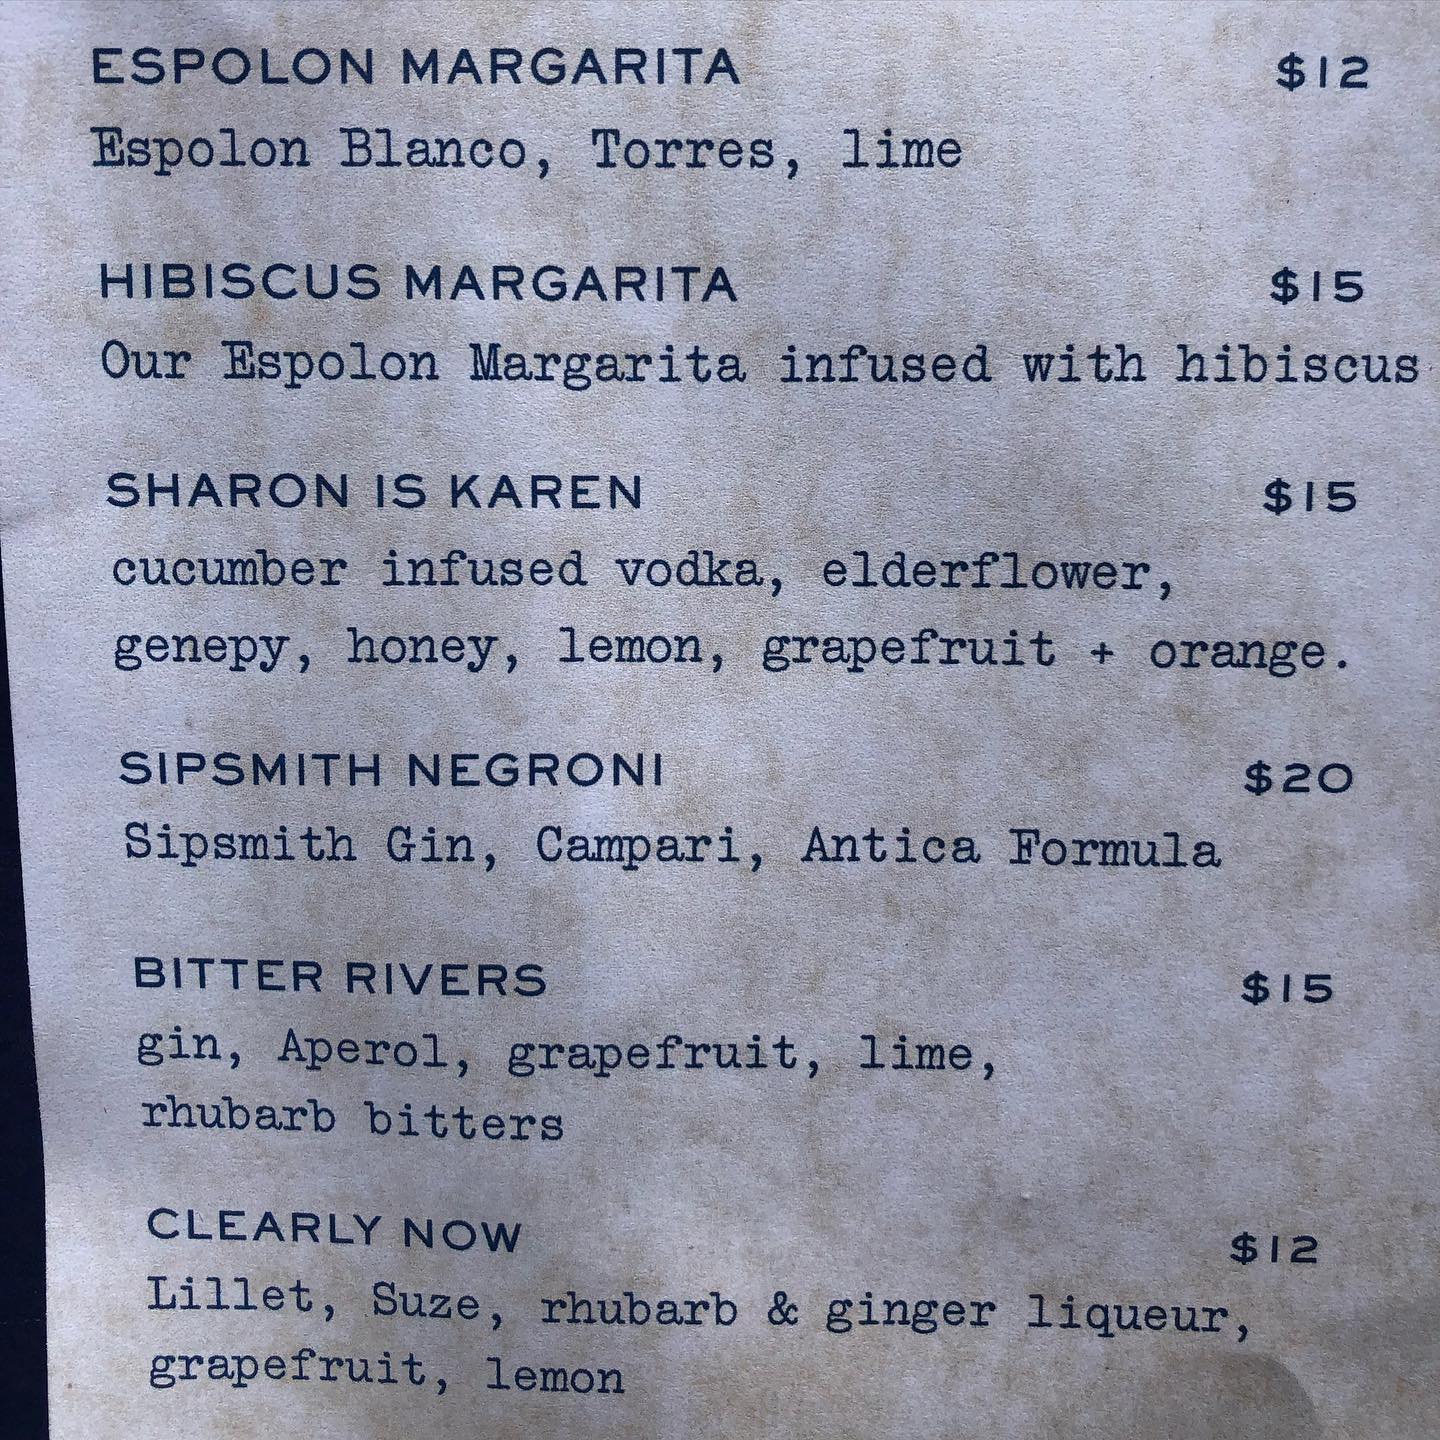 ESPOLON MARGARITA $12
Espolon Blanco, Torres, lime
HIBISCUS MARGARITA $15
Our Espolon Margarita infused with hibiscus
SHARON IS KAREN $15
cucumber infused vodka, elderflower,
genepy, honey, lemon, grapefruit + orange.
SIPSMITH NEGRONI $20
Sipsmith Gin, Campari, Antica Formula
BITTER RIVERS $15
gin, Aperol, grapefruit, lime,
rhubarb bitters
CLEARLY NOW $12
Lillet, Suze, rhubarb & ginger liqueur,
grapefruit, lemon